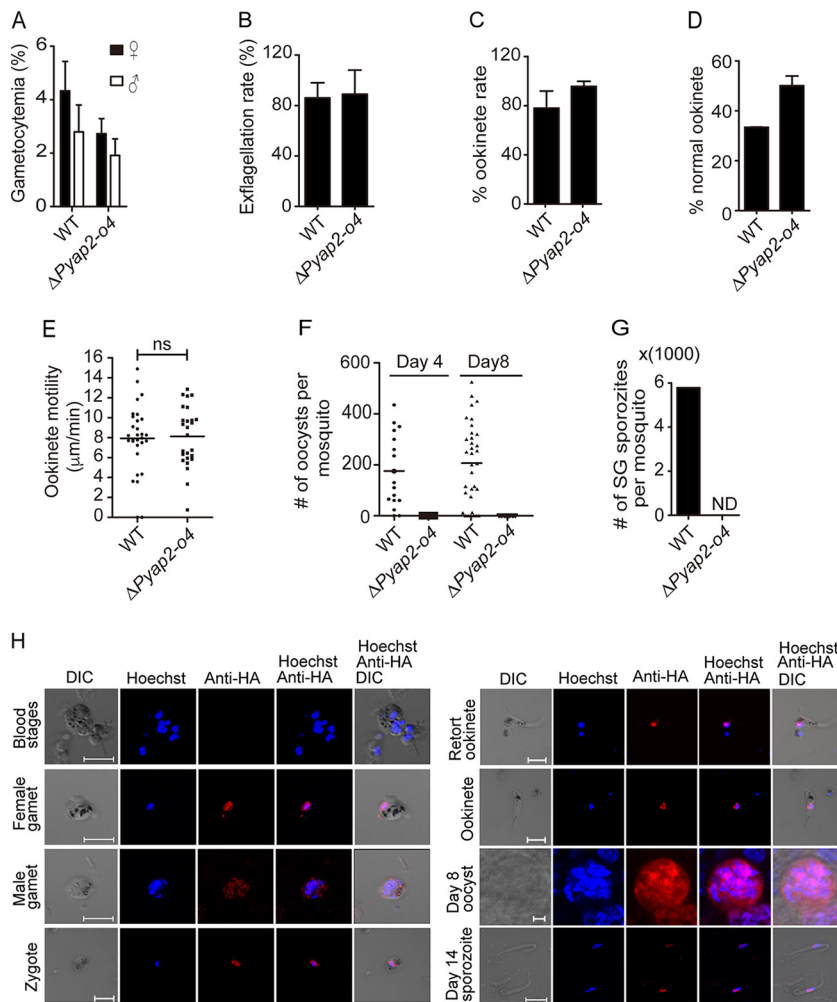 A
Gametocytemia (%)
6
4
2
0
♀
♂
WT
ΔPyap2-o4
B
Exflagellation rate (%)
120
80
40
0
WT
ΔPyap2-o4
C
% ookinete rate
120
80
40
0
WT
ΔPyap2-o4
D
% normal ookinete
60
40
20
0
WT
ΔPyap2-o4
E
Ookinete motility
(μm/min)
16
14
12
10
8
6
4
2
0
ns
WT
ΔPyap2-o4
F
# of oocysts per
mosquito
600
400
200
0
Day 4
Day8
WT
ΔPyap2-o4
WT
ΔPyap2-o4
G
x(1000)
# of SG sporozites
per mosquito
6
4
2
0
ND
WT
ΔPyap2-o4
H
DIC
Hoechst
Anti-HA
Hoechst
Anti-HA
Hoechst
Anti-HA
DIC
Blood
stages
Female
gamet
Male
gamet
Zygote
DIC
Hoechst
Anti-HA
Hoechst
Anti-HA
Hoechst
Anti-HA
DIC
Retort
ookinete
Ookinete
Day 8
oocyst
Day 14
sporozoite